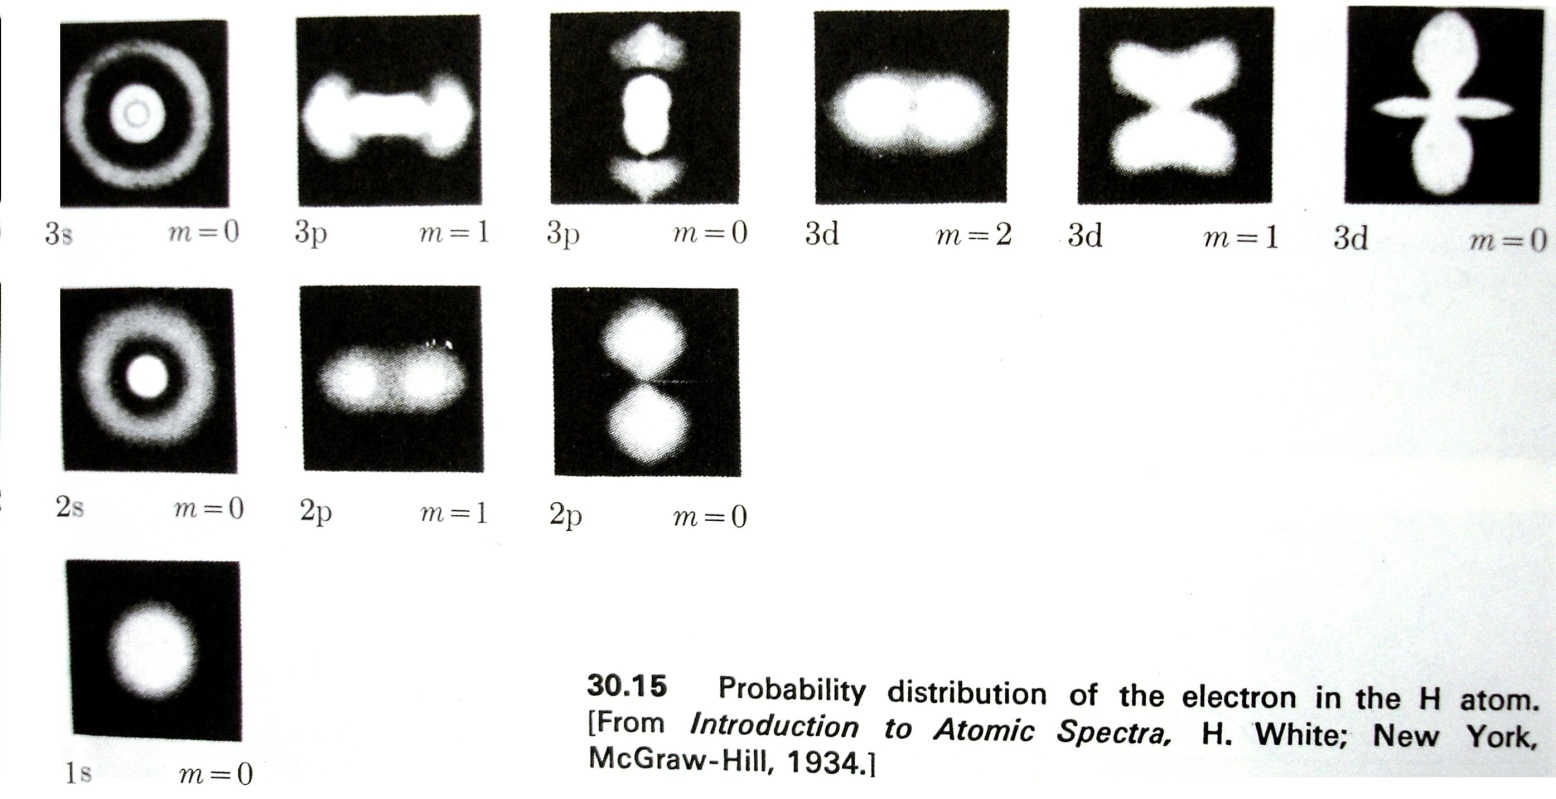 3s m=0 3p m=1 3p m=0 3d m=2 3d m=1 3d m=0
2s m=0 2p m=1 2p m=0
1s m=0
30.15 Probability distribution of the electron in the H atom.
[From Introduction to Atomic Spectra, H. White; New York,
McGraw-Hill, 1934.]